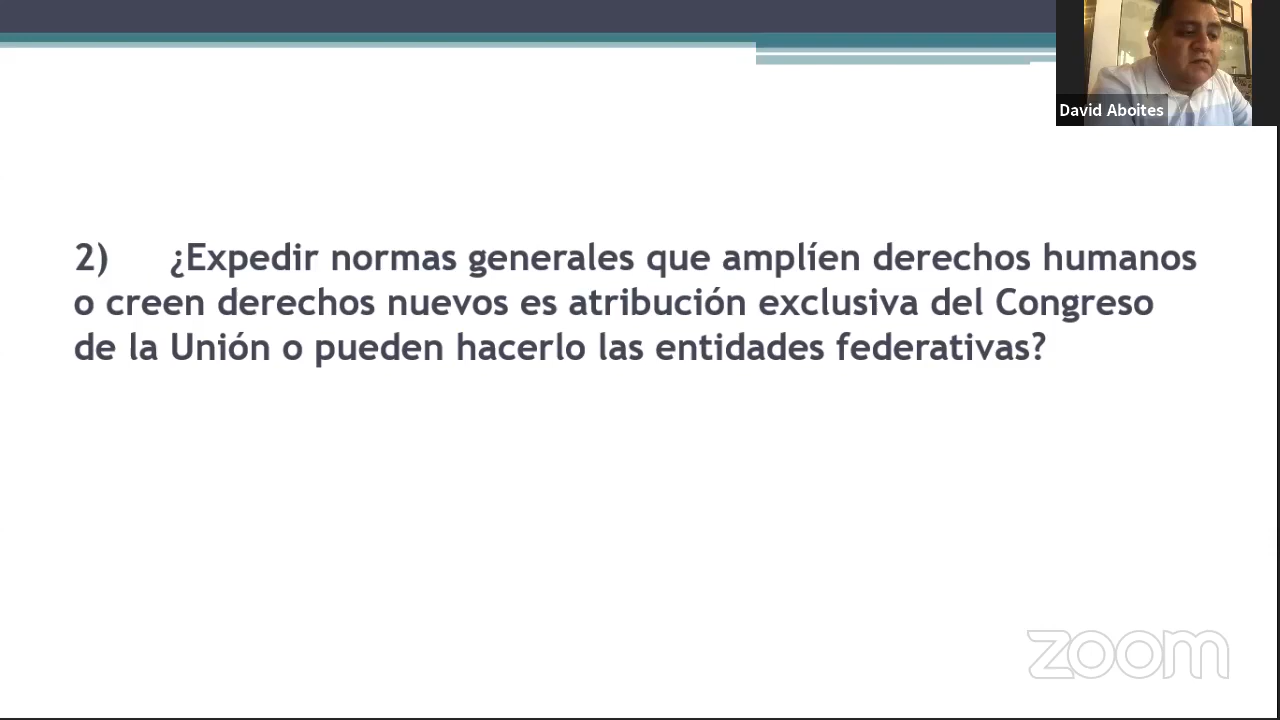 David Aboites
2) ¿Expedir normas generales que amplíen derechos humanos
o creen derechos nuevos es atribución exclusiva del Congreso
de la Unión o pueden hacerlo las entidades federativas?
zoom